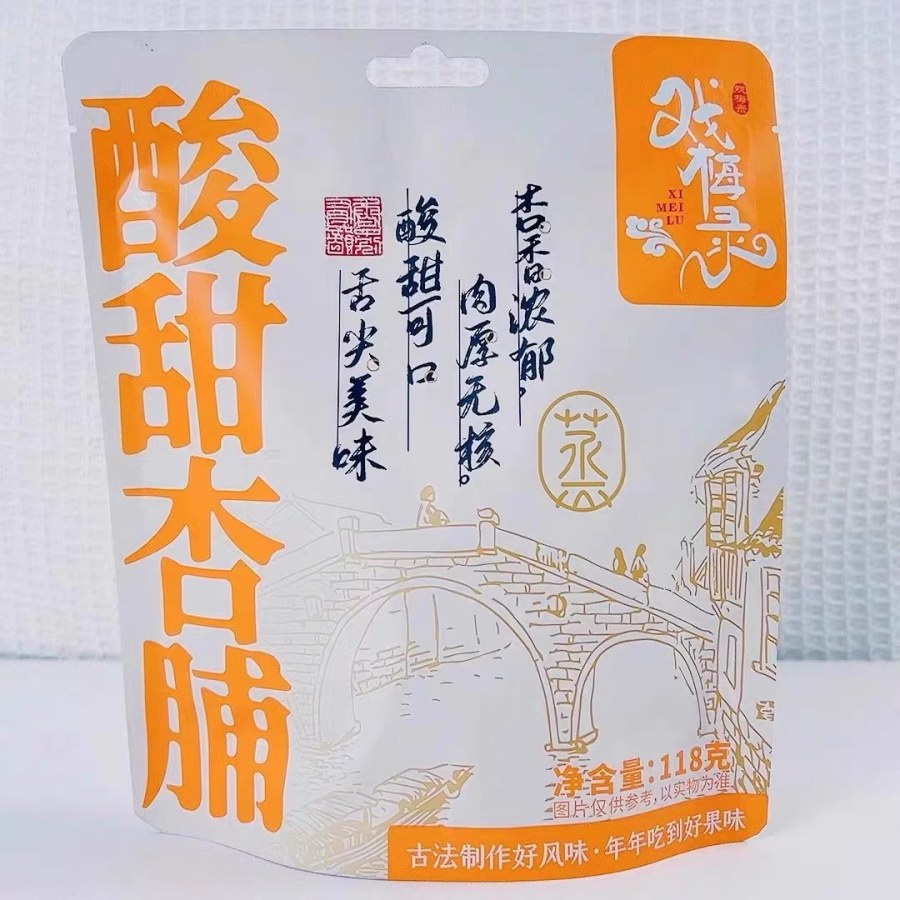 酸甜杏脯
戏梅录
XI
MEI
LU
杏香浓郁，
肉厚无核。
酸甜可口
舌尖美味
蒸
净含量:118克
图片仅供参考,以实物为准
古法制作好风味·年年吃到好果味